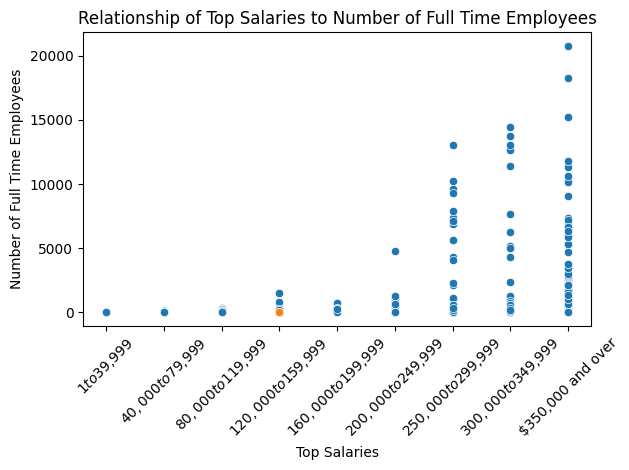 Relationship of Top Salaries to Number of Full Time Employees
Number of Full Time Employees
20000
15000
10000
5000
0
1to39,999
40,000to79,999
80,000to119,999
120,000to159,999
160,000to199,999
200,000to249,999
250,000to299,999
300,000to349,999
$350,000 and over
Top Salaries